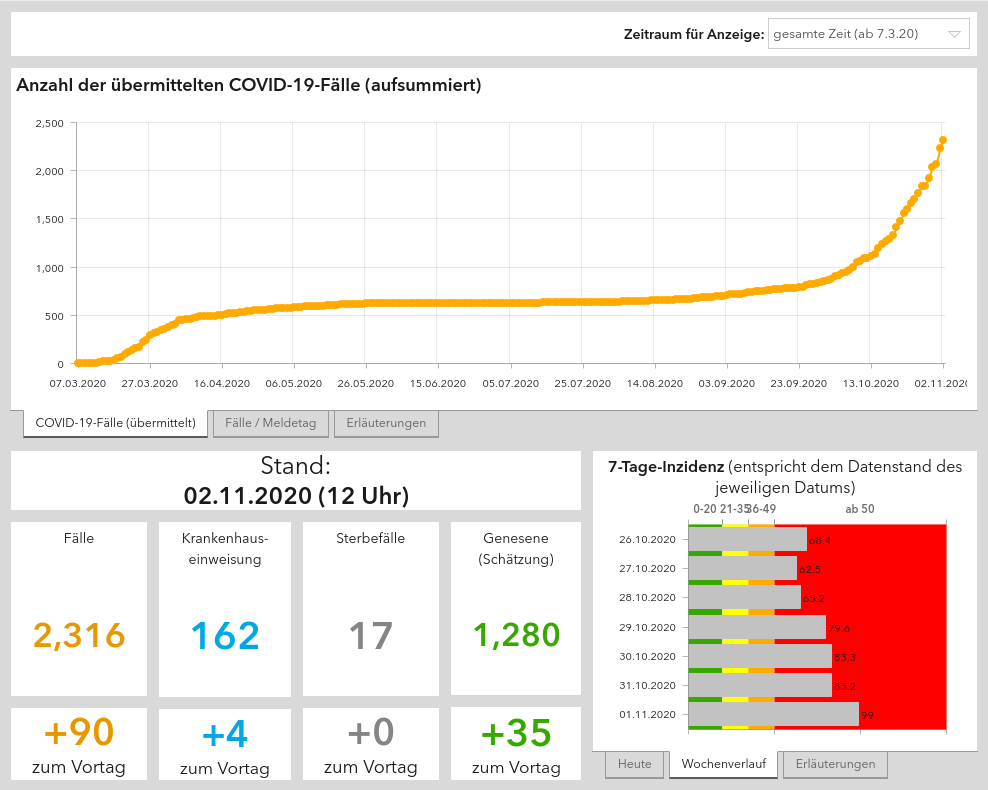 Zeitraum für Anzeige: gesamte Zeit (ab 7.3.20)
Anzahl der übermittelten COVID-19-Fälle (aufsummiert)
2,500
2,000
1,500
1,000
500
0
07.03.2020 27.03.2020 16.04.2020 06.05.2020 26.05.2020 15.06.2020 05.07.2020 25.07.2020 14.08.2020 03.09.2020 23.09.2020 13.10.2020 02.11.2020
COVID-19-Fälle (übermittelt) Fälle / Meldetag Erläuterungen
Stand:
02.11.2020 (12 Uhr)
Fälle
2,316
+90
zum Vortag
Krankenhaus-
einweisung
162
+4
zum Vortag
Sterbefälle
17
+0
zum Vortag
Genesene
(Schätzung)
1,280
+35
zum Vortag
7-Tage-Inzidenz (entspricht dem Datenstand des
jeweiligen Datums)
0-20 21-35 36-49 ab 50
26.10.2020 68.4
27.10.2020 62.5
28.10.2020 65.2
29.10.2020 79.6
30.10.2020 83.3
31.10.2020 83.2
01.11.2020 99
Heute Wochenverlauf Erläuterungen